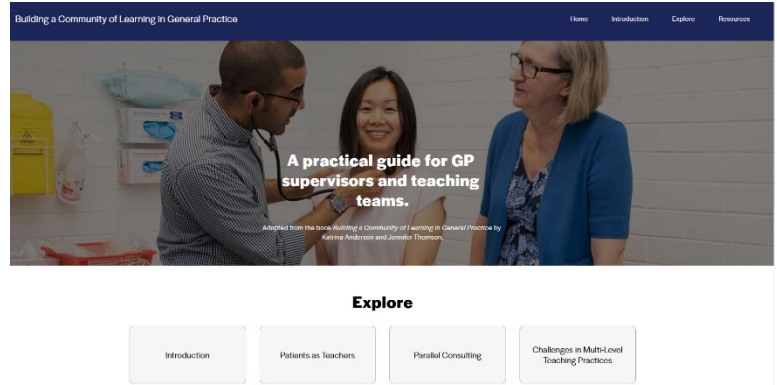 Building a Community of Learning in General Practice
Home Introduction Explore Resources
A practical guide for GP
supervisors and teaching
teams.
Adapted from the book Building a Community of Learning in General Practice by
Katrina Anderson and Jennifer Thomson.
Explore
Introduction
Patients as Teachers
Parallel Consulting
Challenges in Multi-Level
Teaching Practices